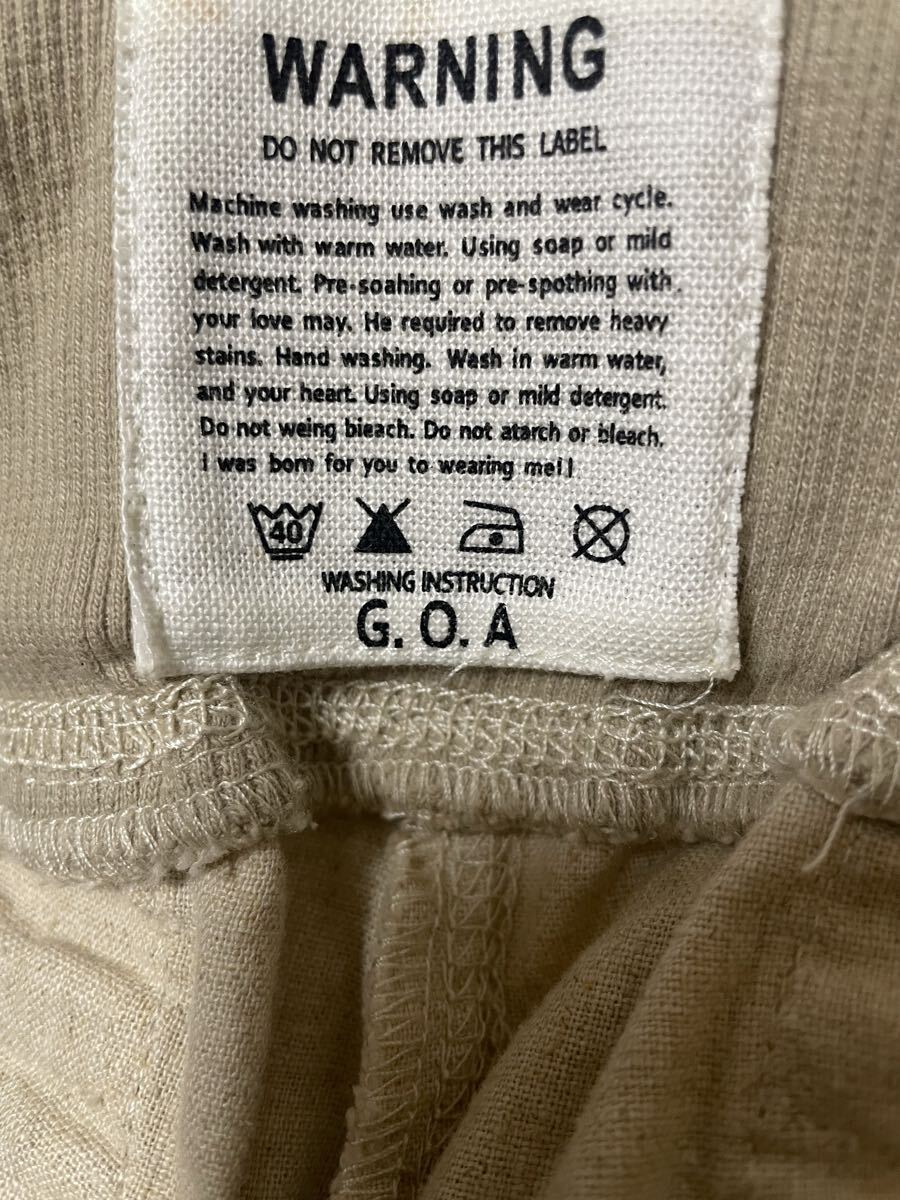 WARNING
DO NOT REMOVE THIS LABEL
Machine washing use wash and wear cycle.
Wash with warm water. Using soap or mild
detergent. Pre-soahing or pre-spothing with.
your love may. He required to remove heavy
stains. Hand washing. Wash in warm water,
and your heart. Using soap or mild detergent.
Do not weing bieach. Do not atarch or bleach.
I was born for you to wearing me!!
40
WASHING INSTRUCTION
G. O. A